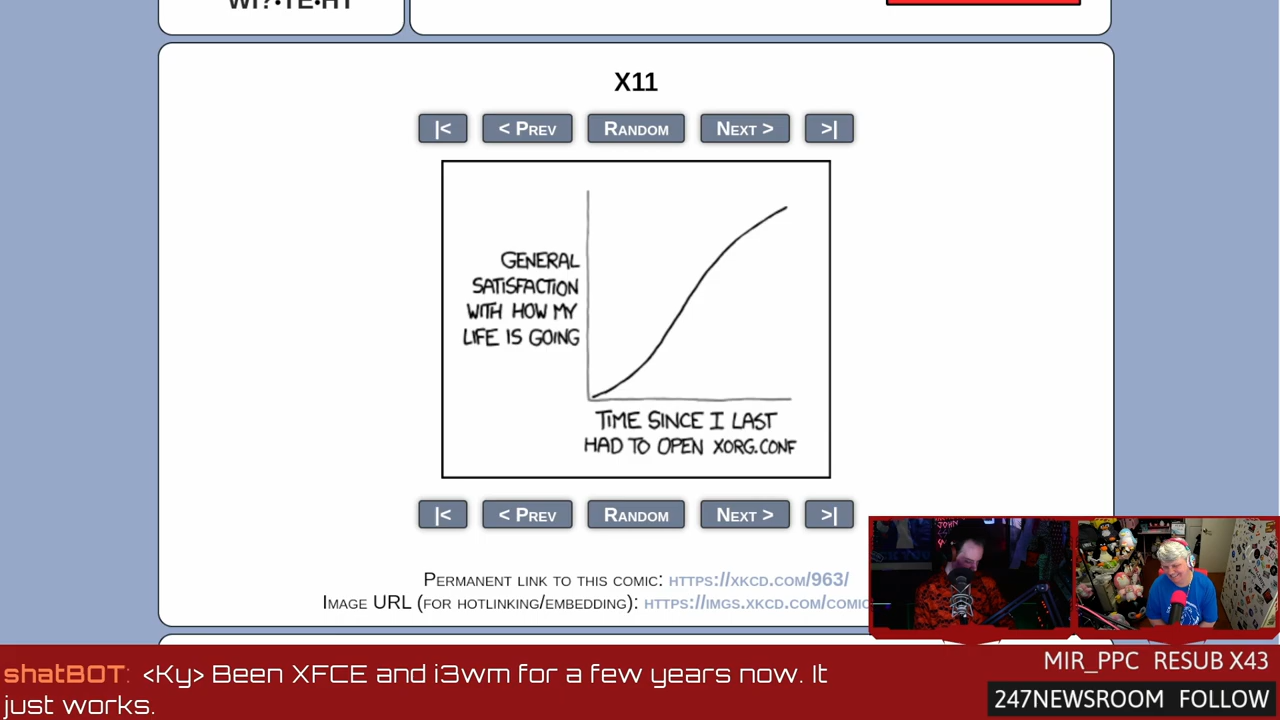 X11
|< < Prev Random Next > >|
GENERAL
SATISFACTION
WITH HOW MY
LIFE IS GOING
TIME SINCE I LAST
HAD TO OPEN XORG.CONF
|< < Prev Random Next > >|
Permanent link to this comic: https://xkcd.com/963/
Image URL (for hotlinking/embedding): https://imgs.xkcd.com/comic
shatBOT: <Ky> Been XFCE and i3wm for a few years now. It
just works.
MIR_PPC RESUB X43
247NEWSROOM FOLLOW